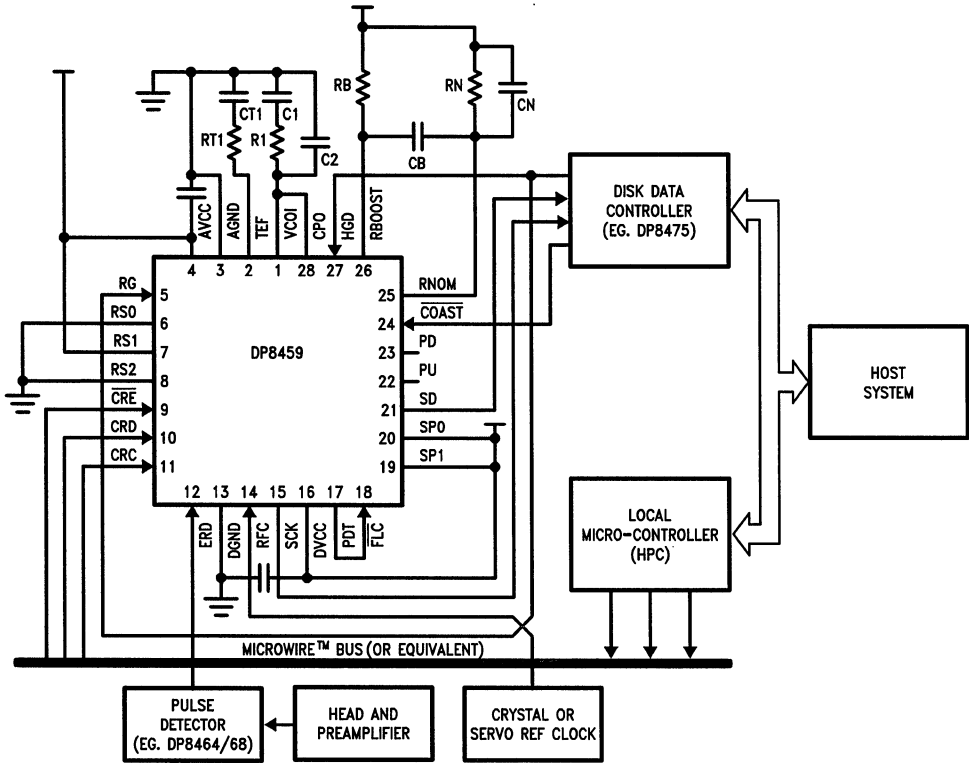 RB
RN
CN
CB
CT1
C1
RT1
R1
C2
AVCC
AGND
TEF
VCOI
CPO
HGD
RBOOST
4
3
2
1
28
27
26
RG
5
RS0
6
RS1
7
RS2
8
CRE
9
CRD
10
CRC
11
DP8459
25
RNOM
24
COAST
23
PD
22
PU
21
SD
20
SP0
19
SP1
12
13
14
15
16
17
18
ERD
DGND
RFC
SCK
DVCC
PDT
FLC
DISK DATA
CONTROLLER
(EG. DP8475)
HOST
SYSTEM
LOCAL
MICRO-CONTROLLER
(HPC)
MICROWIRE™ BUS (OR EQUIVALENT)
PULSE
DETECTOR
(EG. DP8464/68)
HEAD AND
PREAMPLIFIER
CRYSTAL OR
SERVO REF CLOCK